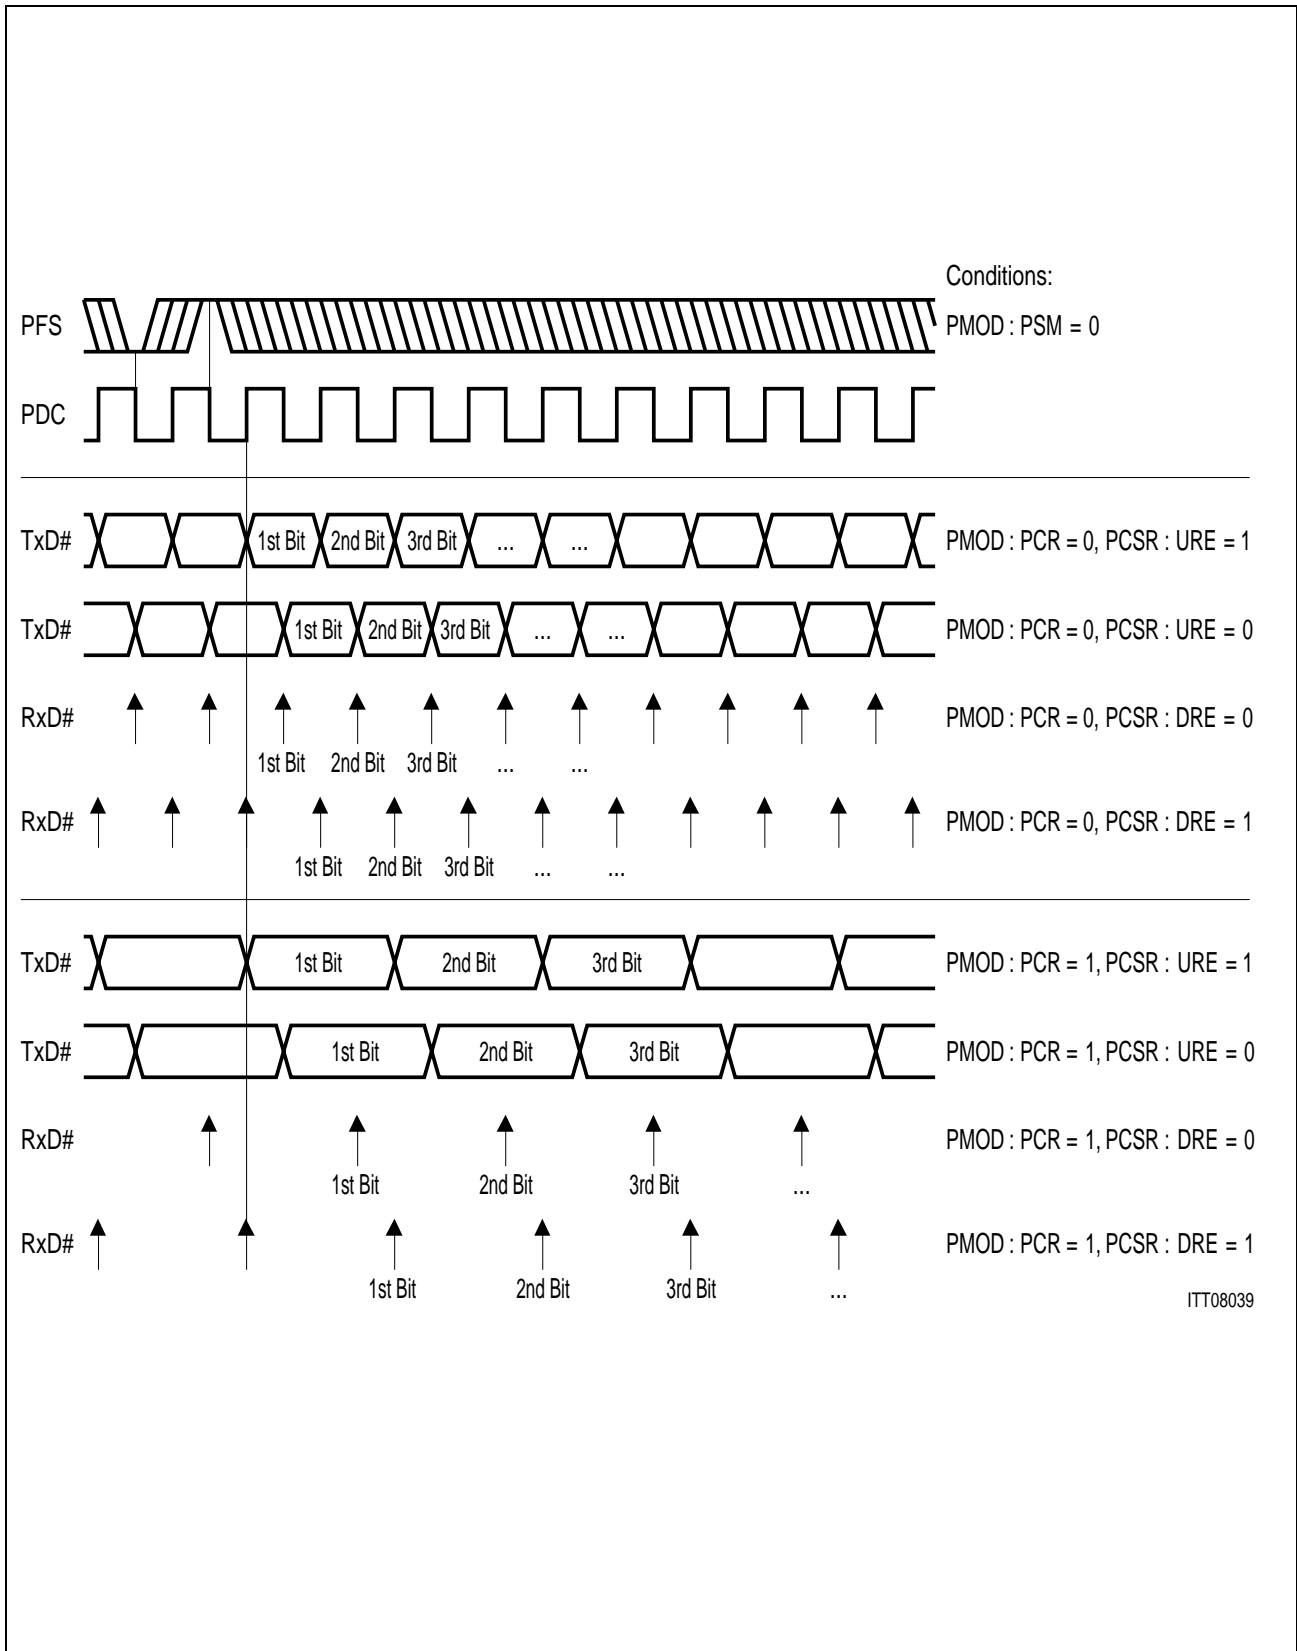 Conditions:
PFS PMOD : PSM = 0
PDC
TxD# 1st Bit 2nd Bit 3rd Bit ... ... PMOD : PCR = 0, PCSR : URE = 1
TxD# 1st Bit 2nd Bit 3rd Bit ... ... PMOD : PCR = 0, PCSR : URE = 0
RxD# PMOD : PCR = 0, PCSR : DRE = 0
1st Bit 2nd Bit 3rd Bit ... ...
RxD# PMOD : PCR = 0, PCSR : DRE = 1
1st Bit 2nd Bit 3rd Bit ... ...
TxD# 1st Bit 2nd Bit 3rd Bit PMOD : PCR = 1, PCSR : URE = 1
TxD# 1st Bit 2nd Bit 3rd Bit PMOD : PCR = 1, PCSR : URE = 0
RxD# PMOD : PCR = 1, PCSR : DRE = 0
1st Bit 2nd Bit 3rd Bit ...
RxD# PMOD : PCR = 1, PCSR : DRE = 1
1st Bit 2nd Bit 3rd Bit ...
ITT08039